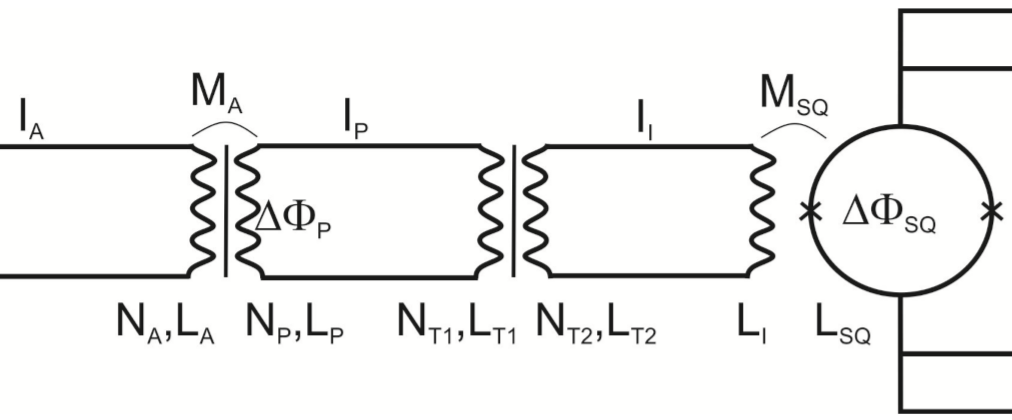 I_A M_A I_P I_I M_SQ
ΔΦ_P ΔΦ_SQ
N_A,L_A N_P,L_P N_T1,L_T1 N_T2,L_T2 L_I L_SQ